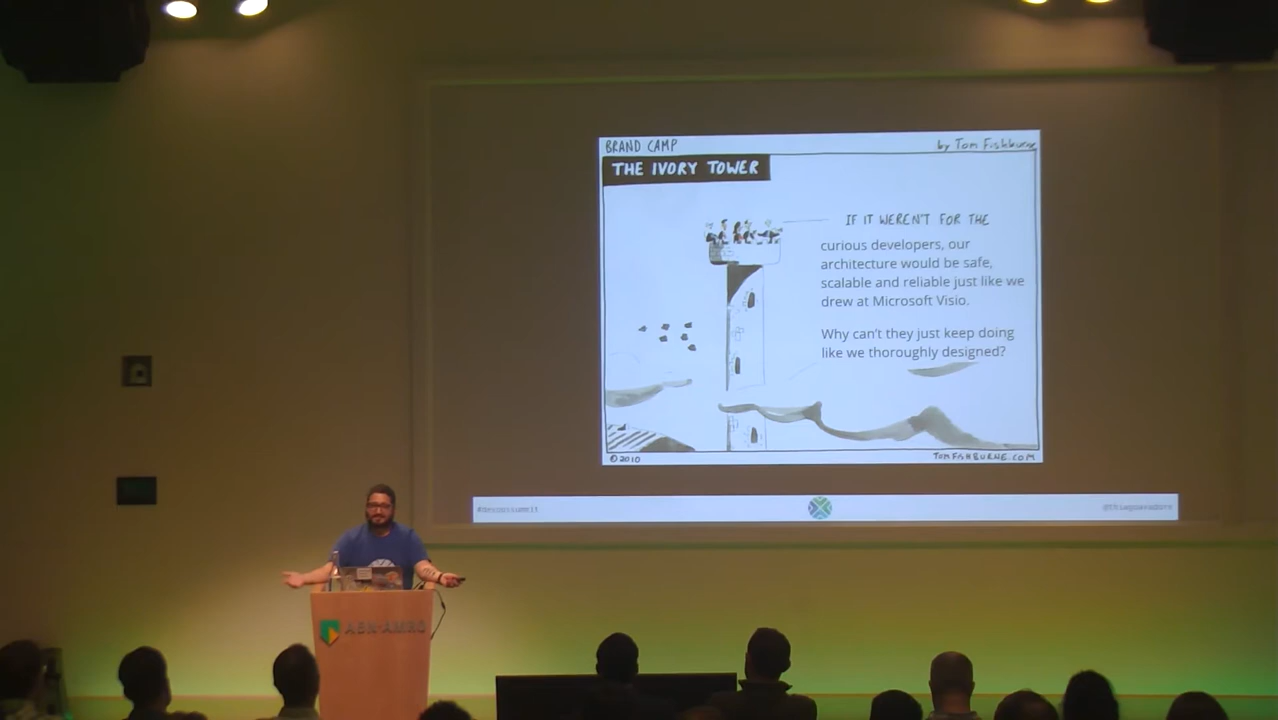 BRAND CAMP
by Tom Fishburne
THE IVORY TOWER
IF IT WEREN'T FOR THE
curious developers, our
architecture would be safe,
scalable and reliable just like we
drew at Microsoft Visio.
Why can't they just keep doing
like we thoroughly designed?
©2010
TOMFISHBURNE.COM
ABN·AMRO